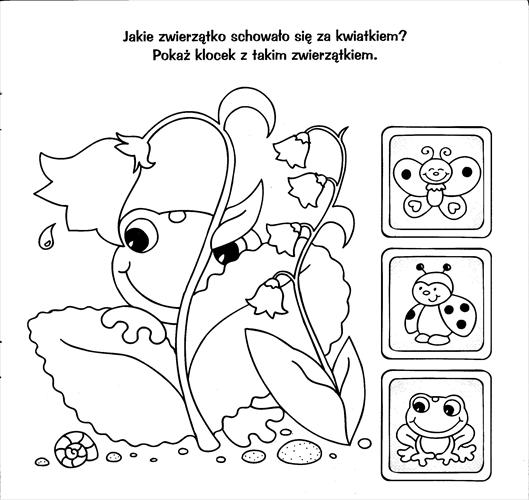 Jakie zwierzątko schowało się za kwiatkiem?
Pokaż klocek z takim zwierzątkiem.